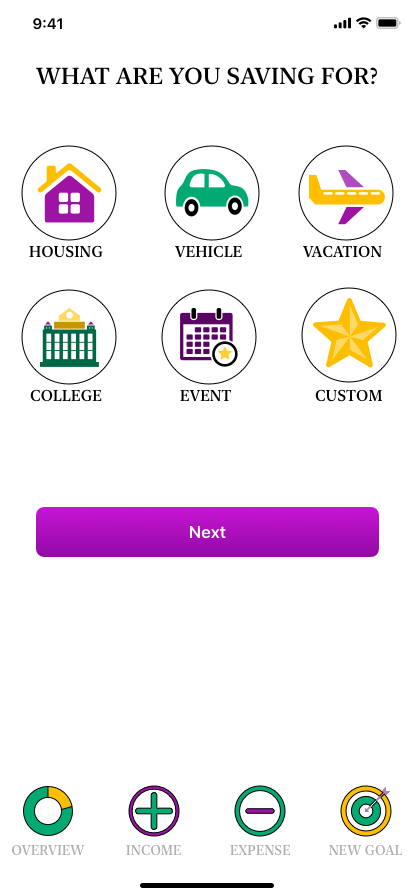 9:41
WHAT ARE YOU SAVING FOR?
HOUSING VEHICLE VACATION
COLLEGE EVENT CUSTOM
Next
OVERVIEW INCOME EXPENSE NEW GOAL